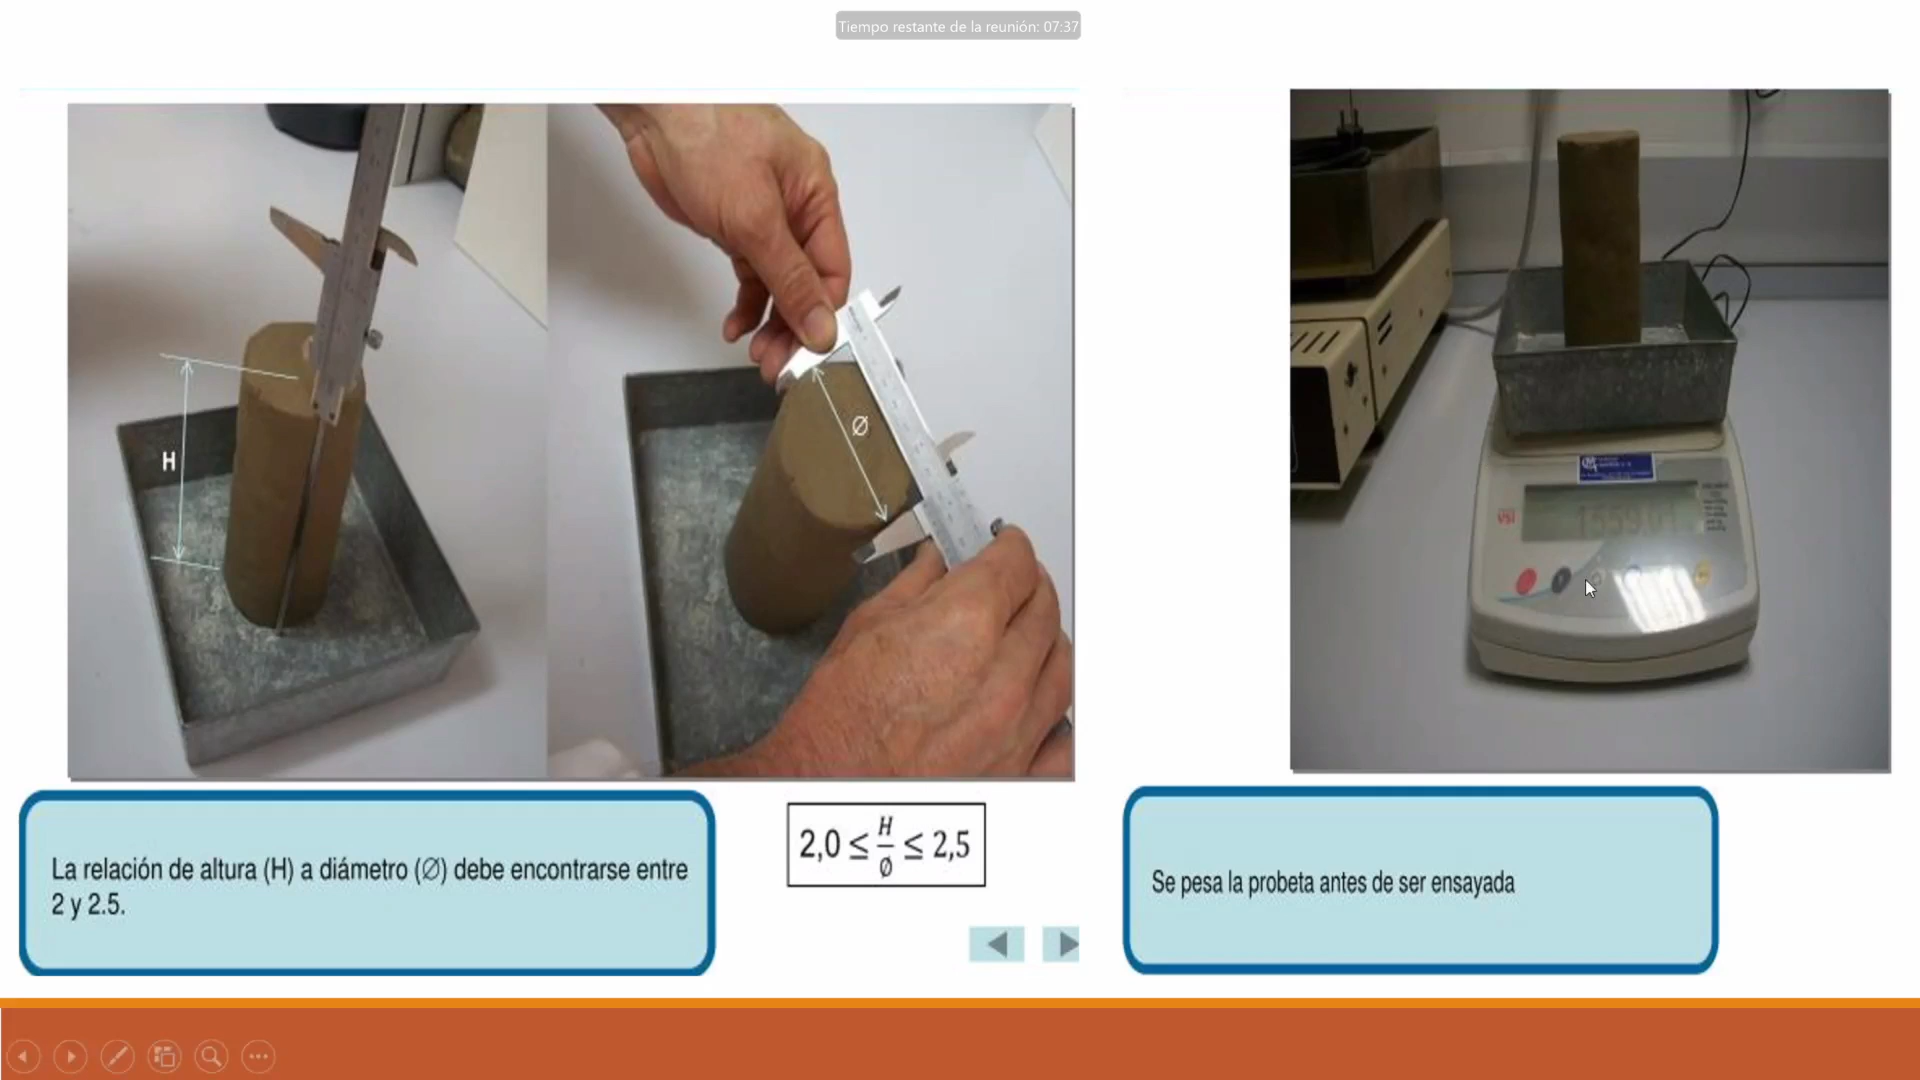 Tiempo restante de la reunión: 07:37
H
Ø
VSI
La relación de altura (H) a diámetro (Ø) debe encontrarse entre
2 y 2.5.
2,0 ≤ H/Ø ≤ 2,5
Se pesa la probeta antes de ser ensayada